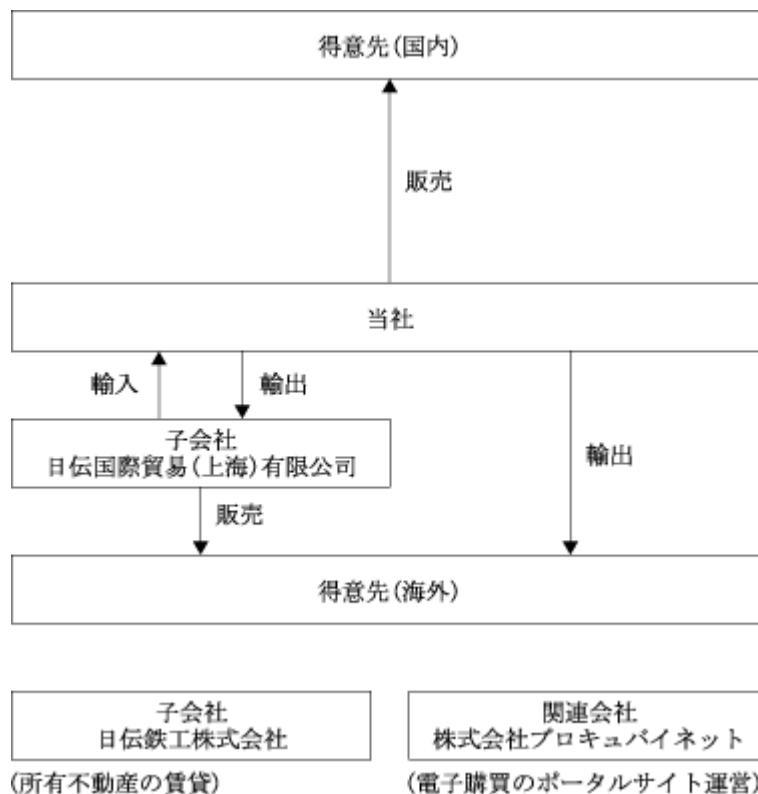 得意先(国内)
販売
当社
輸入
輸出
子会社
日伝国際貿易(上海)有限公司
輸出
販売
得意先(海外)
子会社
日伝鉄工株式会社
(所有不動産の賃貸)
関連会社
株式会社プロキュバイネット
(電子購買のポータルサイト運営)